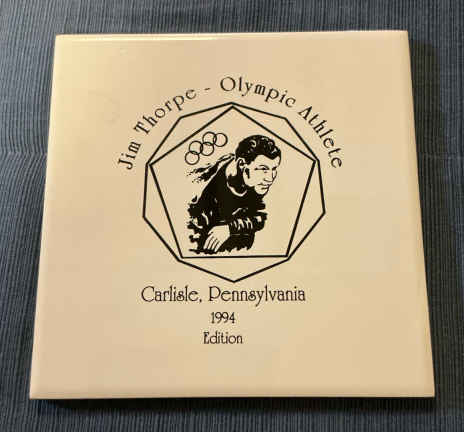 Jim Thorpe - Olympic Athlete
Carlisle, Pennsylvania
1994
Edition